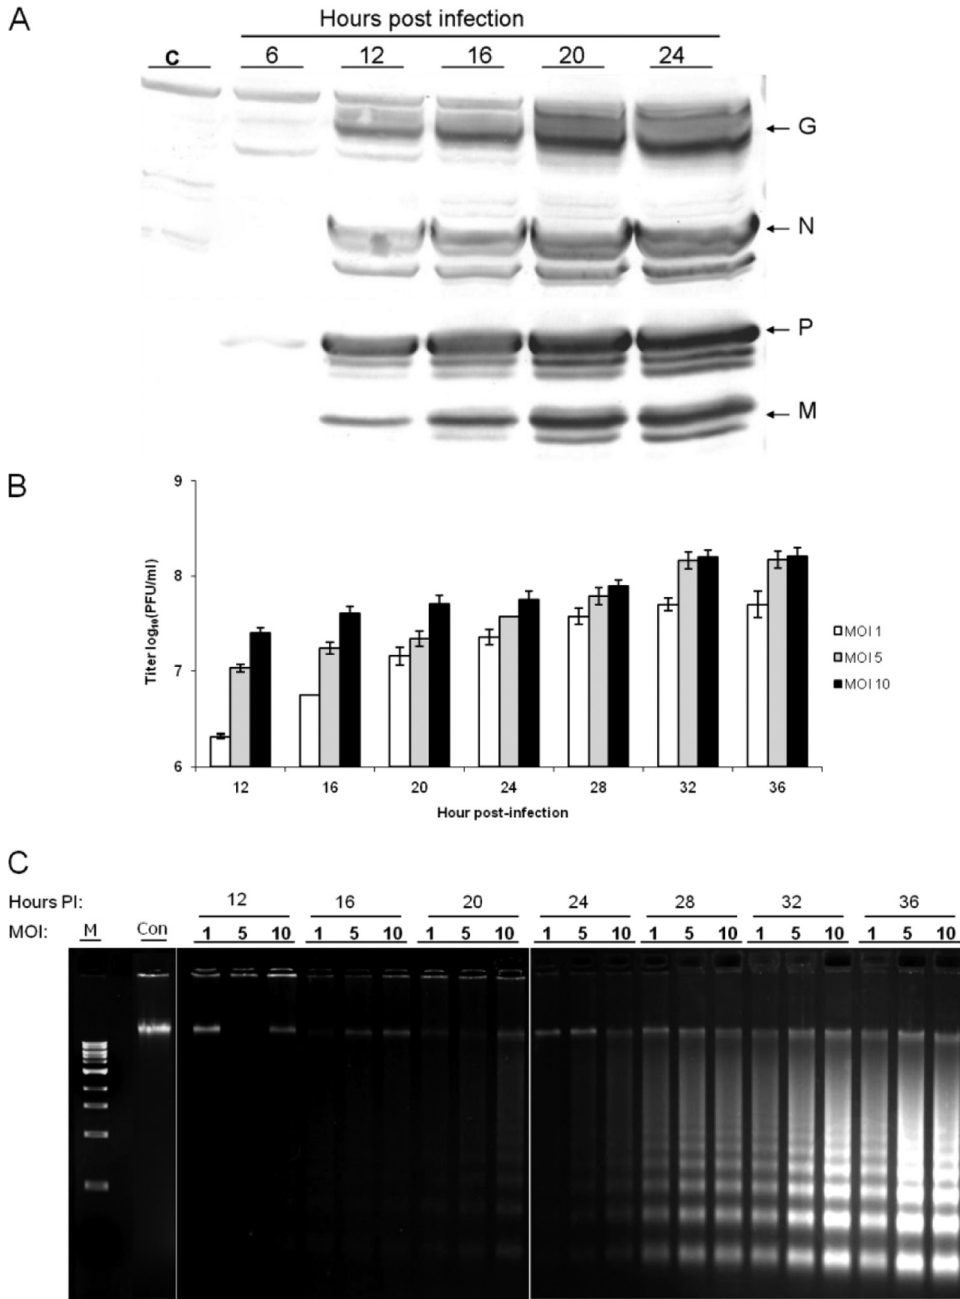 A
Hours post infection
C 6 12 16 20 24
G
N
P
M
B
9
8
7
6
Titer log₁₀(PFU/ml)
MOI 1
MOI 5
MOI 10
12 16 20 24 28 32 36
Hour post-infection
C
Hours PI: 12 16 20 24 28 32 36
MOI: M Con 1 5 10 1 5 10 1 5 10 1 5 10 1 5 10 1 5 10 1 5 10